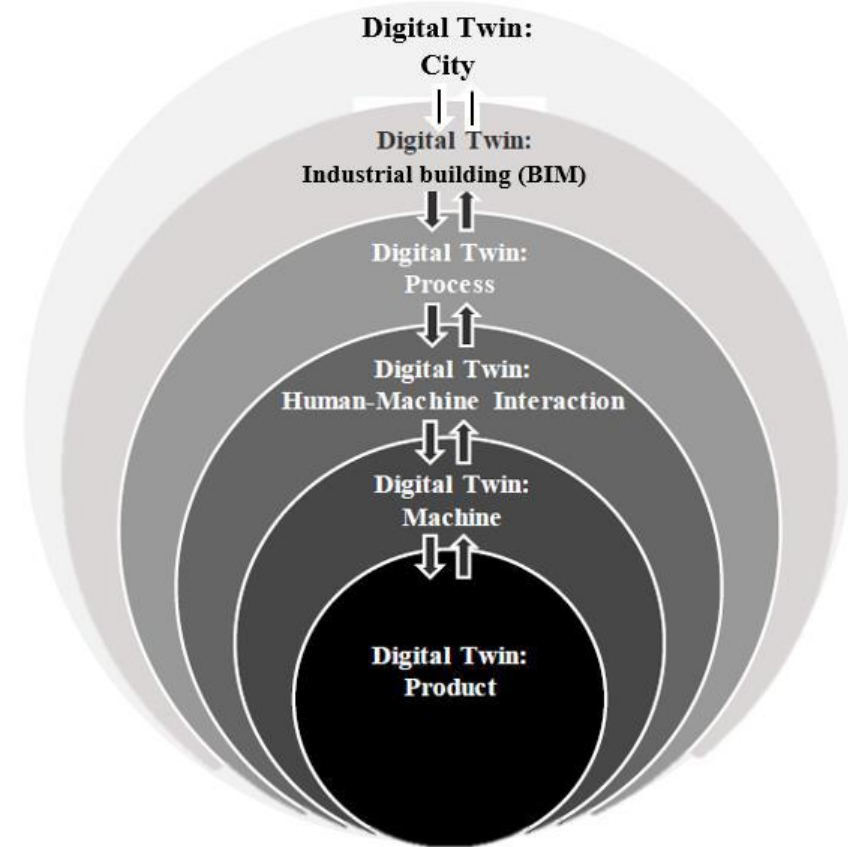 Digital Twin:
City
Digital Twin:
Industrial building (BIM)
Digital Twin:
Process
Digital Twin:
Human-Machine Interaction
Digital Twin:
Machine
Digital Twin:
Product